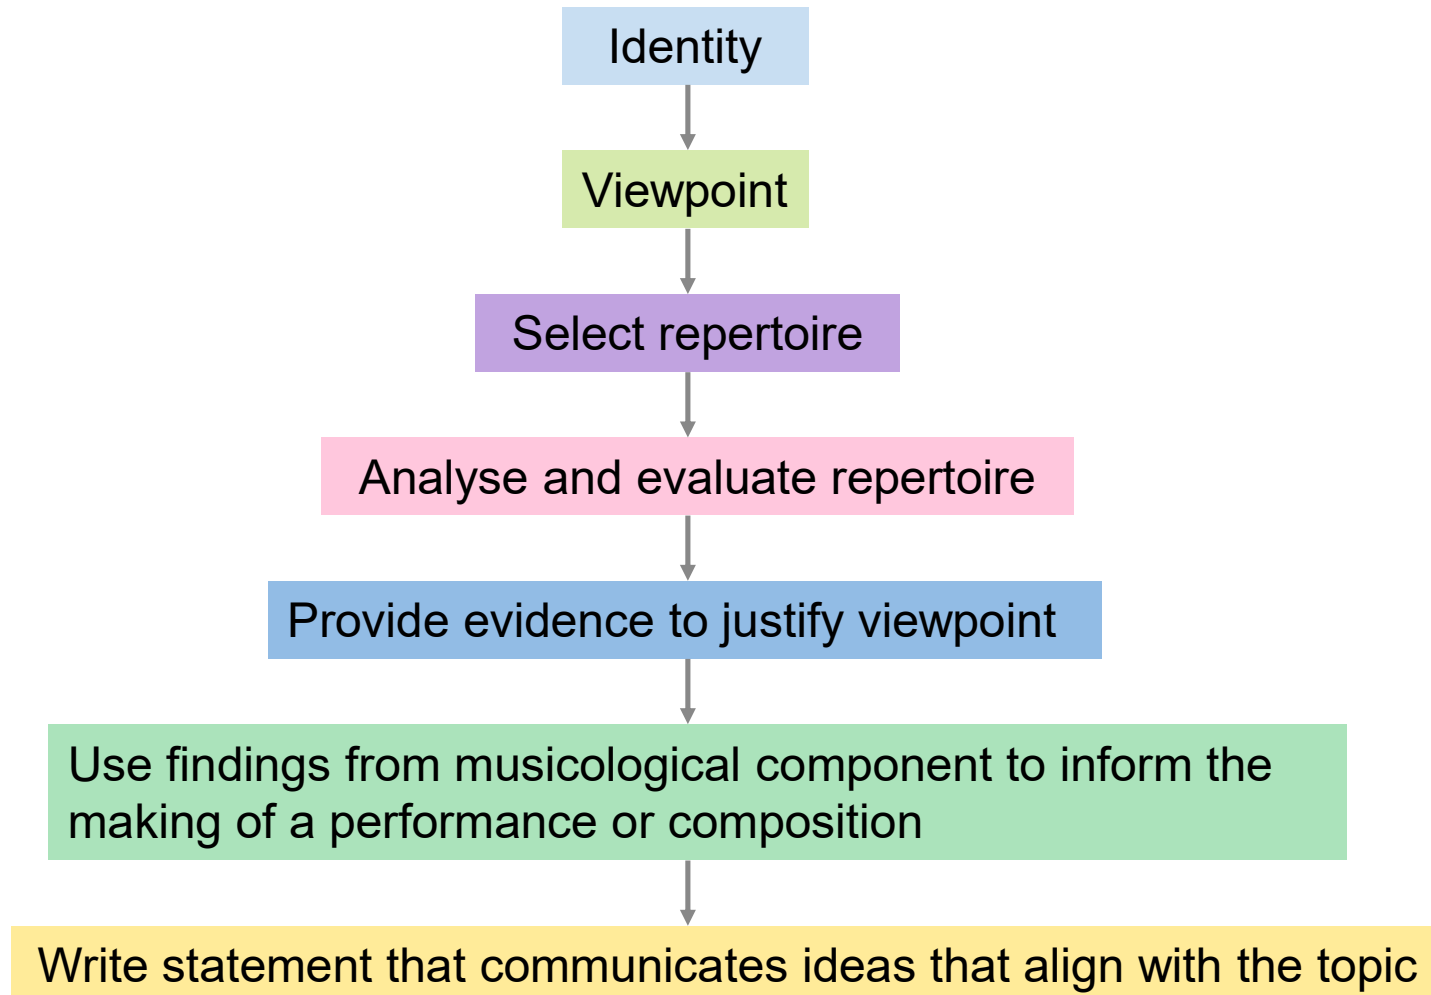 Identity
Viewpoint
Select repertoire
Analyse and evaluate repertoire
Provide evidence to justify viewpoint
Use findings from musicological component to inform the
making of a performance or composition
Write statement that communicates ideas that align with the topic